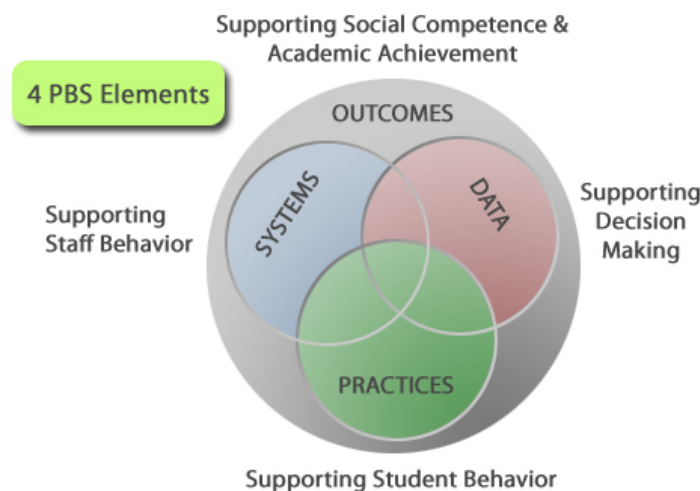 Supporting Social Competence &
Academic Achievement
4 PBS Elements
OUTCOMES
SYSTEMS
DATA
Supporting
Staff Behavior
Supporting
Decision
Making
PRACTICES
Supporting Student Behavior